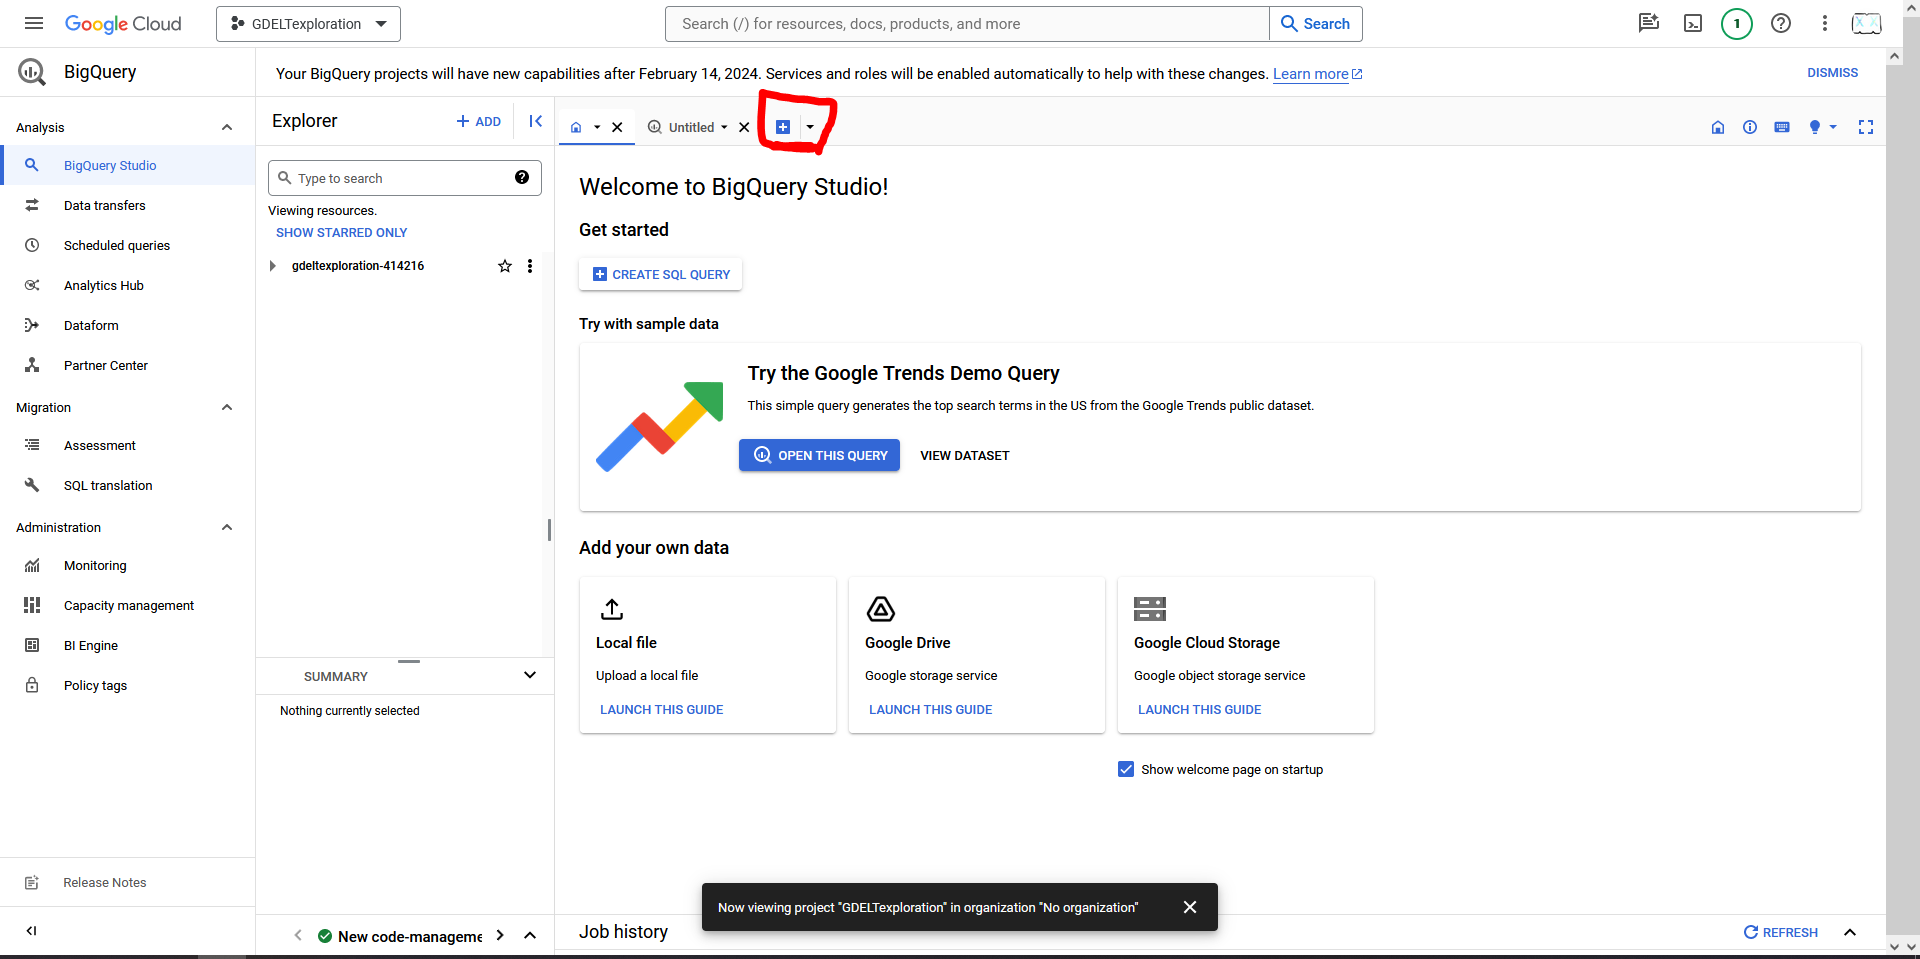 Google Cloud
GDELTexploration
Search (/) for resources, docs, products, and more
Search
1
BigQuery
Your BigQuery projects will have new capabilities after February 14, 2024. Services and roles will be enabled automatically to help with these changes. Learn more
DISMISS
Analysis
BigQuery Studio
Data transfers
Scheduled queries
Analytics Hub
Dataform
Partner Center
Migration
Assessment
SQL translation
Administration
Monitoring
Capacity management
BI Engine
Policy tags
Release Notes
Explorer
ADD
Type to search
Viewing resources.
SHOW STARRED ONLY
gdeltexploration-414216
SUMMARY
Nothing currently selected
New code-manageme
Untitled
Welcome to BigQuery Studio!
Get started
CREATE SQL QUERY
Try with sample data
Try the Google Trends Demo Query
This simple query generates the top search terms in the US from the Google Trends public dataset.
OPEN THIS QUERY
VIEW DATASET
Add your own data
Local file
Upload a local file
LAUNCH THIS GUIDE
Google Drive
Google storage service
LAUNCH THIS GUIDE
Google Cloud Storage
Google object storage service
LAUNCH THIS GUIDE
Show welcome page on startup
Now viewing project "GDELTexploration" in organization "No organization"
Job history
REFRESH